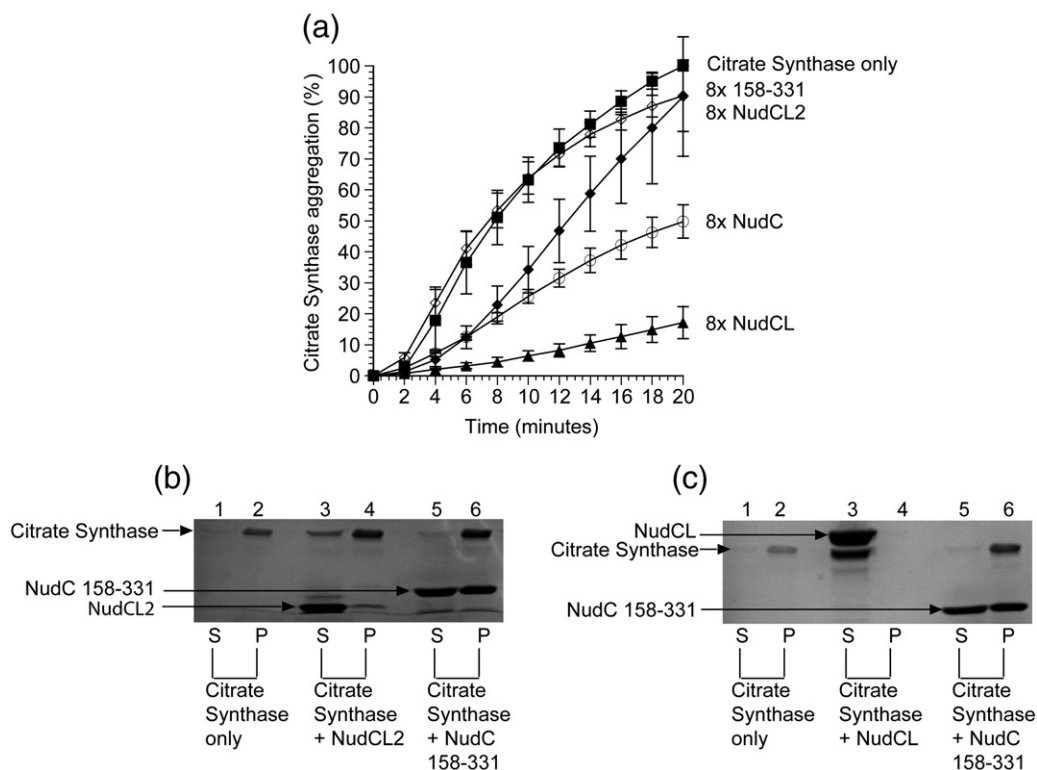 (a)
Citrate Synthase aggregation (%)
100
90
80
70
60
50
40
30
20
10
0
0 2 4 6 8 10 12 14 16 18 20
Time (minutes)
Citrate Synthase only
8x 158-331
8x NudCL2
8x NudC
8x NudCL
(b)
1 2 3 4 5 6
Citrate Synthase
NudC 158-331
NudCL2
S P S P S P
Citrate Synthase only
Citrate Synthase + NudCL2
Citrate Synthase + NudC 158-331
(c)
1 2 3 4 5 6
NudCL
Citrate Synthase
NudC 158-331
S P S P S P
Citrate Synthase only
Citrate Synthase + NudCL
Citrate Synthase + NudC 158-331